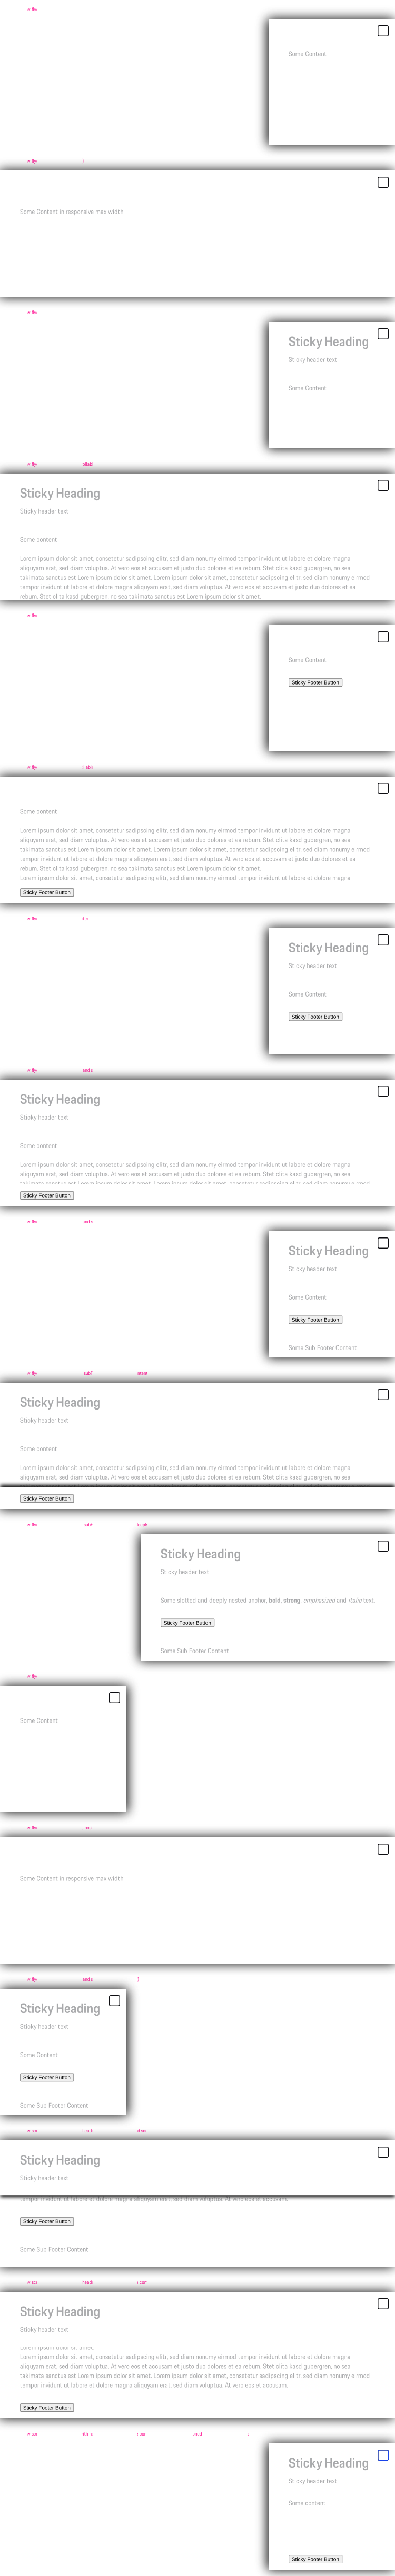 Some Content
Some Content in responsive max width
Sticky Heading
Sticky header text
Some Content
Sticky Heading
Sticky header text
Some content
Lorem ipsum dolor sit amet, consetetur sadipscing elitr, sed diam nonumy eirmod tempor invidunt ut labore et dolore magna
aliquyam erat, sed diam voluptua. At vero eos et accusam et justo duo dolores et ea rebum. Stet clita kasd gubergren, no sea
takimata sanctus est Lorem ipsum dolor sit amet. Lorem ipsum dolor sit amet, consetetur sadipscing elitr, sed diam nonumy eirmod
tempor invidunt ut labore et dolore magna aliquyam erat, sed diam voluptua. At vero eos et accusam et justo duo dolores et ea
rebum. Stet clita kasd gubergren, no sea takimata sanctus est Lorem ipsum dolor sit amet.
Some Content
Sticky Footer Button
Some content
Lorem ipsum dolor sit amet, consetetur sadipscing elitr, sed diam nonumy eirmod tempor invidunt ut labore et dolore magna
aliquyam erat, sed diam voluptua. At vero eos et accusam et justo duo dolores et ea rebum. Stet clita kasd gubergren, no sea
takimata sanctus est Lorem ipsum dolor sit amet. Lorem ipsum dolor sit amet, consetetur sadipscing elitr, sed diam nonumy eirmod
tempor invidunt ut labore et dolore magna aliquyam erat, sed diam voluptua. At vero eos et accusam et justo duo dolores et ea
rebum. Stet clita kasd gubergren, no sea takimata sanctus est Lorem ipsum dolor sit amet.
Lorem ipsum dolor sit amet, consetetur sadipscing elitr, sed diam nonumy eirmod tempor invidunt ut labore et dolore magna
Sticky Footer Button
Sticky Heading
Sticky header text
Some Content
Sticky Footer Button
Sticky Heading
Sticky header text
Some content
Lorem ipsum dolor sit amet, consetetur sadipscing elitr, sed diam nonumy eirmod tempor invidunt ut labore et dolore magna
aliquyam erat, sed diam voluptua. At vero eos et accusam et justo duo dolores et ea rebum. Stet clita kasd gubergren, no sea
takimata sanctus est Lorem ipsum dolor sit amet. Lorem ipsum dolor sit amet, consetetur sadipscing elitr, sed diam nonumy eirmod
Sticky Footer Button
Sticky Heading
Sticky header text
Some Content
Sticky Footer Button
Some Sub Footer Content
Sticky Heading
Sticky header text
Some content
Lorem ipsum dolor sit amet, consetetur sadipscing elitr, sed diam nonumy eirmod tempor invidunt ut labore et dolore magna
aliquyam erat, sed diam voluptua. At vero eos et accusam et justo duo dolores et ea rebum. Stet clita kasd gubergren, no sea
Sticky Footer Button
Sticky Heading
Sticky header text
Some slotted and deeply nested anchor, bold, strong, emphasized and italic text.
Sticky Footer Button
Some Sub Footer Content
Some Content
Some Content in responsive max width
Sticky Heading
Sticky header text
Some Content
Sticky Footer Button
Some Sub Footer Content
Sticky Heading
Sticky header text
tempor invidunt ut labore et dolore magna aliquyam erat, sed diam voluptua. At vero eos et accusam.
Sticky Footer Button
Some Sub Footer Content
Sticky Heading
Sticky header text
Lorem ipsum dolor sit amet.
Lorem ipsum dolor sit amet, consetetur sadipscing elitr, sed diam nonumy eirmod tempor invidunt ut labore et dolore magna
aliquyam erat, sed diam voluptua. At vero eos et accusam et justo duo dolores et ea rebum. Stet clita kasd gubergren, no sea
takimata sanctus est Lorem ipsum dolor sit amet. Lorem ipsum dolor sit amet, consetetur sadipscing elitr, sed diam nonumy eirmod
tempor invidunt ut labore et dolore magna aliquyam erat, sed diam voluptua. At vero eos et accusam.
Sticky Footer Button
Sticky Heading
Sticky header text
Some content
Sticky Footer Button